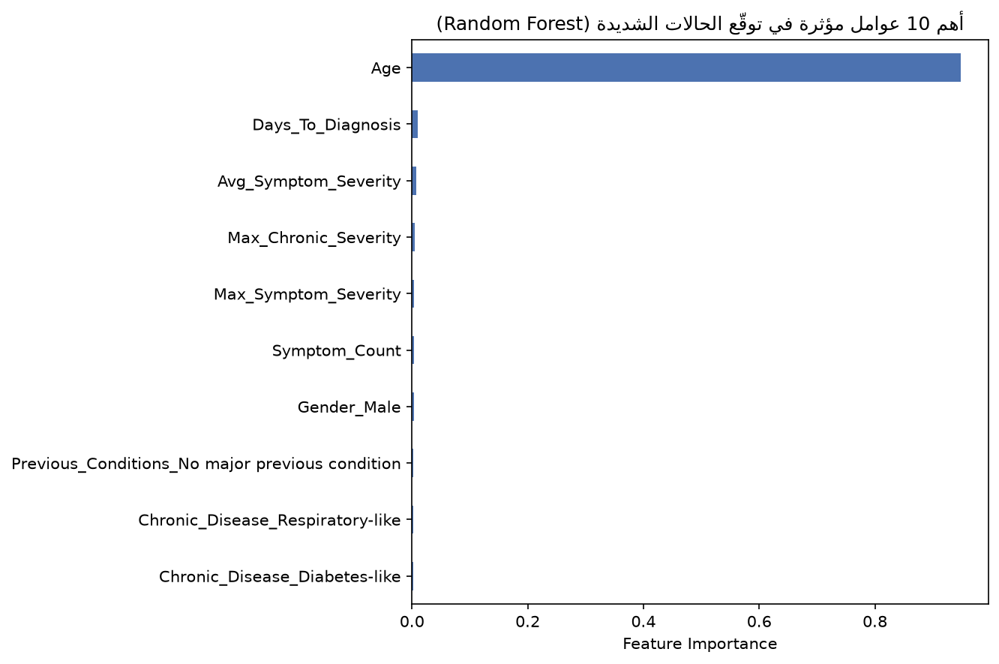 أهم 10 عوامل مؤثرة في توقّع الحالات الشديدة (Random Forest)
Age
Days_To_Diagnosis
Avg_Symptom_Severity
Max_Chronic_Severity
Max_Symptom_Severity
Symptom_Count
Gender_Male
Previous_Conditions_No major previous condition
Chronic_Disease_Respiratory-like
Chronic_Disease_Diabetes-like
0.0 0.2 0.4 0.6 0.8
Feature Importance